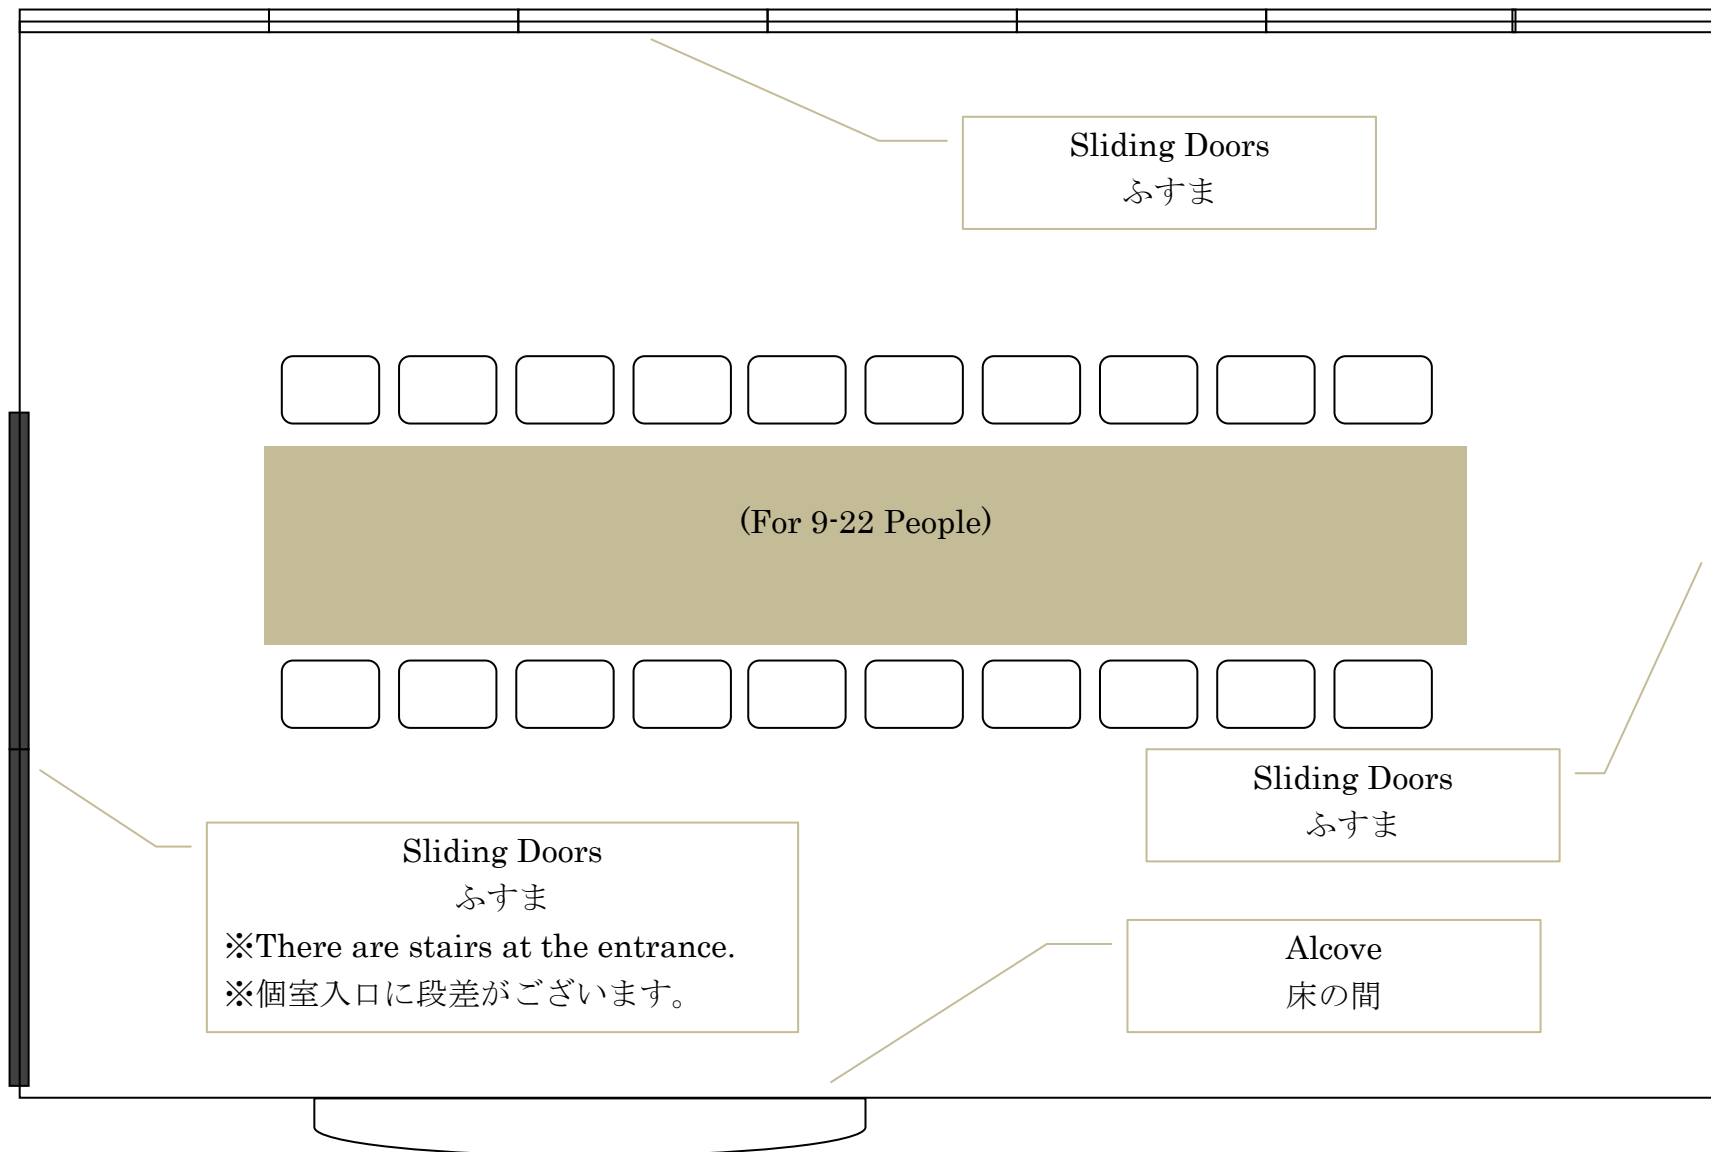 Sliding Doors
ふすま
(For 9-22 People)
Sliding Doors
ふすま
Sliding Doors
ふすま
※There are stairs at the entrance.
※個室入口に段差がございます。
Alcove
床の間